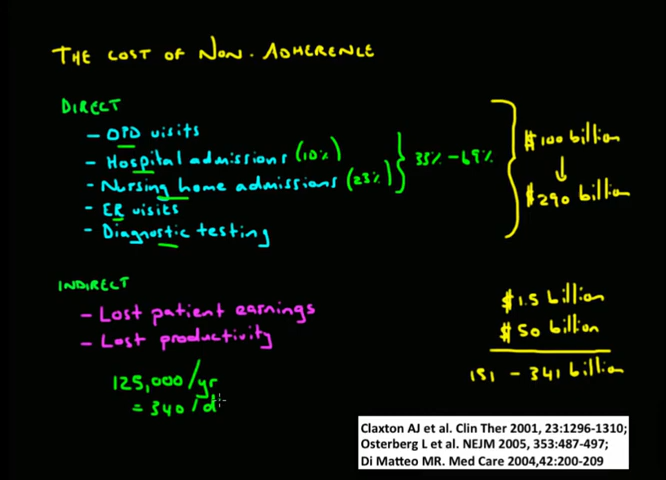 THE COST OF NON-ADHERENCE
DIRECT
- OPD visits
- Hospital admissions (10%)
- Nursing home admissions (23%)
33% - 69%
- ER visits
- Diagnostic testing
$100 billion
↓
$290 billion
INDIRECT
- Lost patient earnings
- Lost productivity
$1.5 billion
$50 billion
151 - 341 billion
125,000/yr
= 340/d
Claxton AJ et al. Clin Ther 2001, 23:1296-1310;
Osterberg L et al. NEJM 2005, 353:487-497;
Di Matteo MR. Med Care 2004,42:200-209